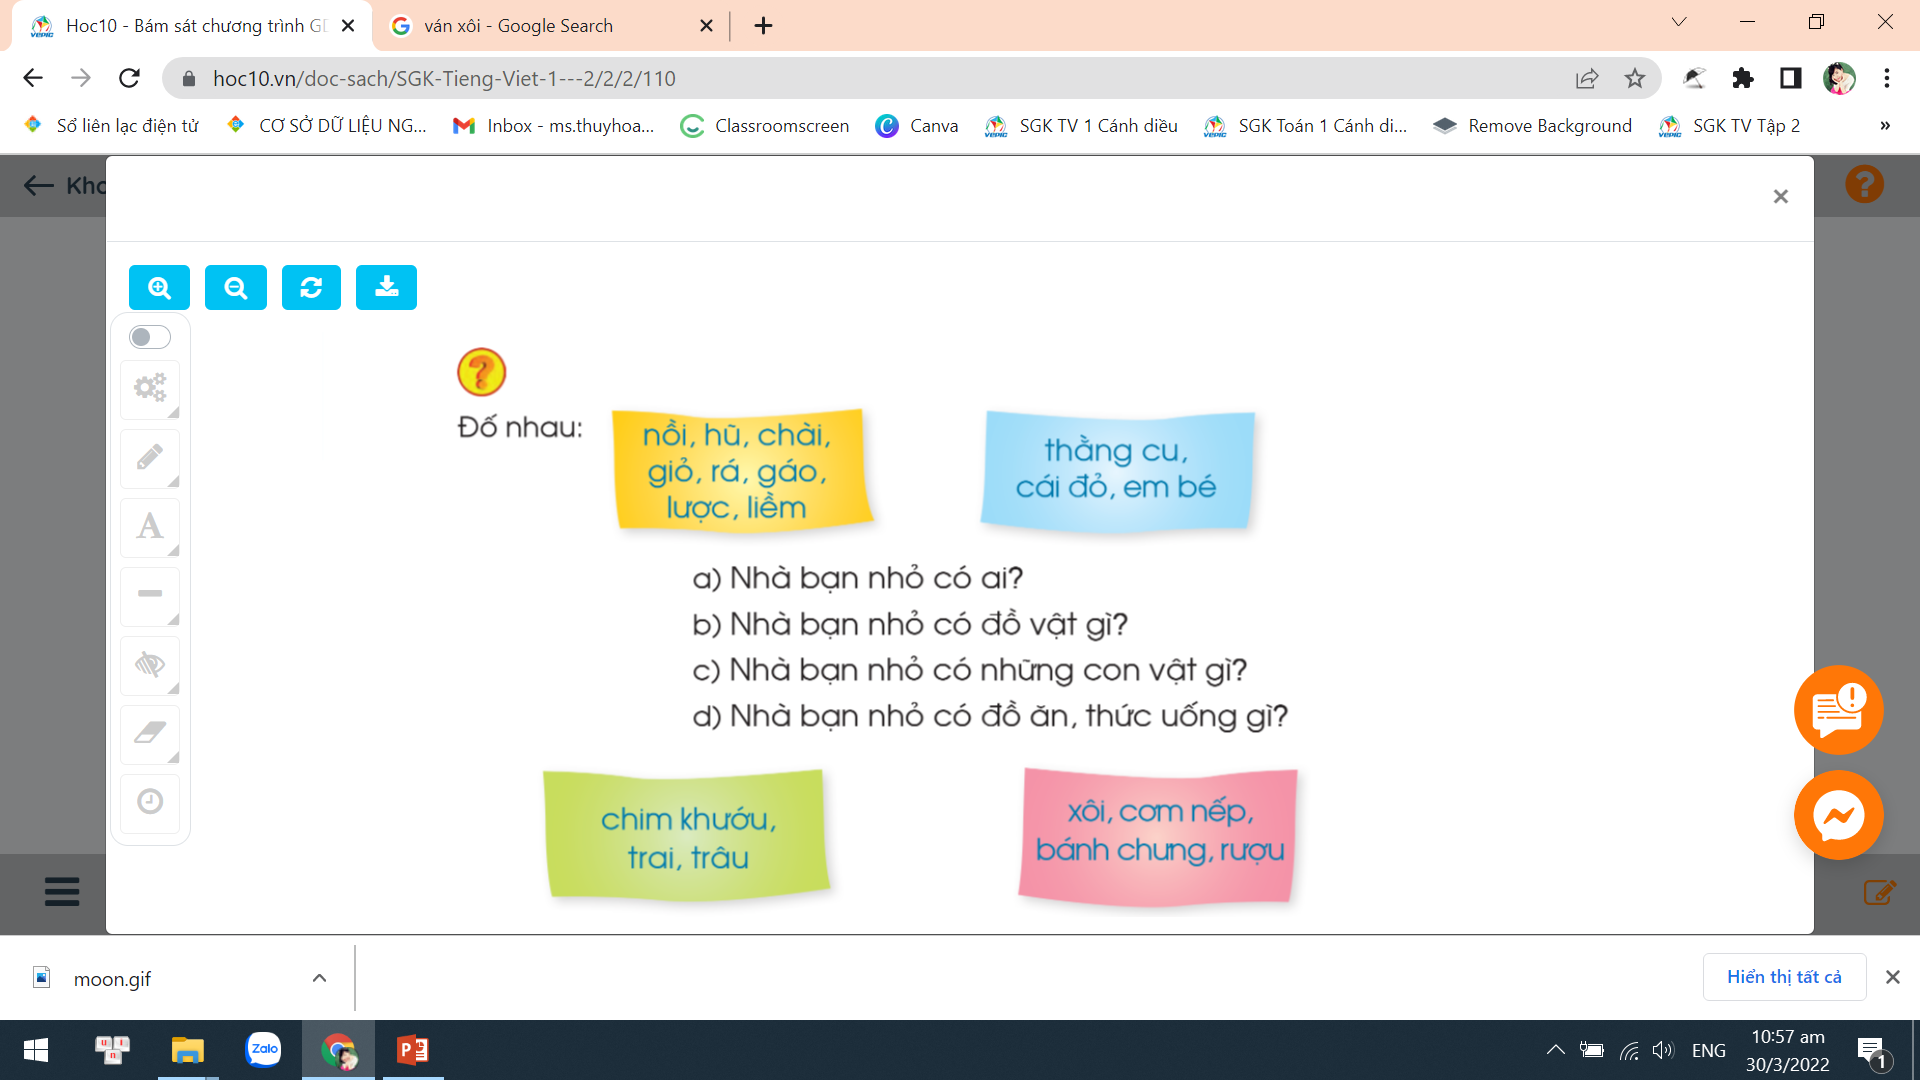 Hoc10 - Bám sát chương trình GD
ván xôi - Google Search
hoc10.vn/doc-sach/SGK-Tieng-Viet-1---2/2/2/110
Sổ liên lạc điện tử
CƠ SỞ DỮ LIỆU NG...
Inbox - ms.thuyhoa...
Classroomscreen
Canva
SGK TV 1 Cánh diều
SGK Toán 1 Cánh di...
Remove Background
SGK TV Tập 2
»
Kho
Đố nhau:
nồi, hũ, chài,
giỏ, rá, gáo,
lược, liềm
thằng cu,
cái đỏ, em bé
a) Nhà bạn nhỏ có ai?
b) Nhà bạn nhỏ có đồ vật gì?
c) Nhà bạn nhỏ có những con vật gì?
d) Nhà bạn nhỏ có đồ ăn, thức uống gì?
chim khướu,
trai, trâu
xôi, cơm nếp,
bánh chưng, rượu
moon.gif
Hiển thị tất cả
Zalo
ENG
10:57 am
30/3/2022
1